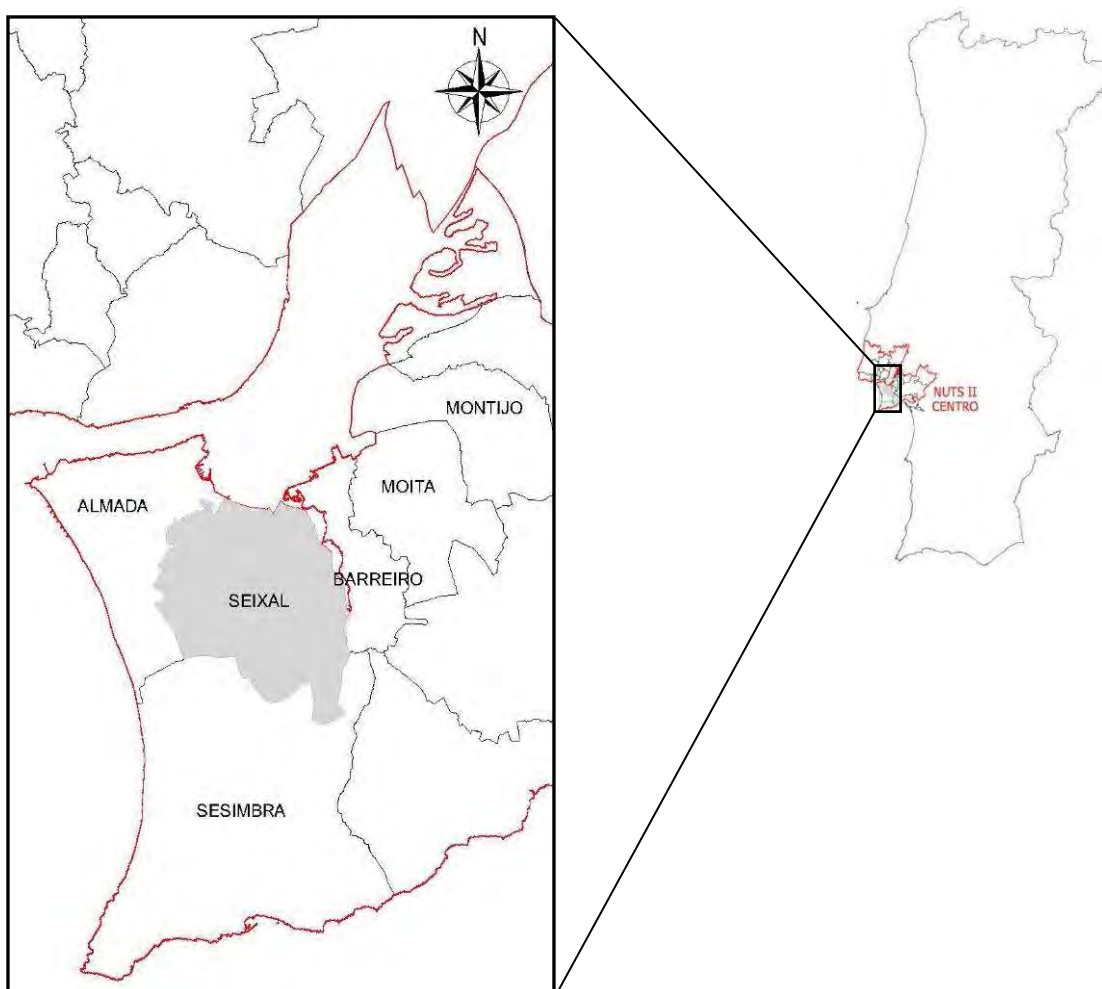 N
MONTIJO
MOITA
ALMADA
BARREIRO
SEIXAL
SESIMBRA
NUTS II
CENTRO